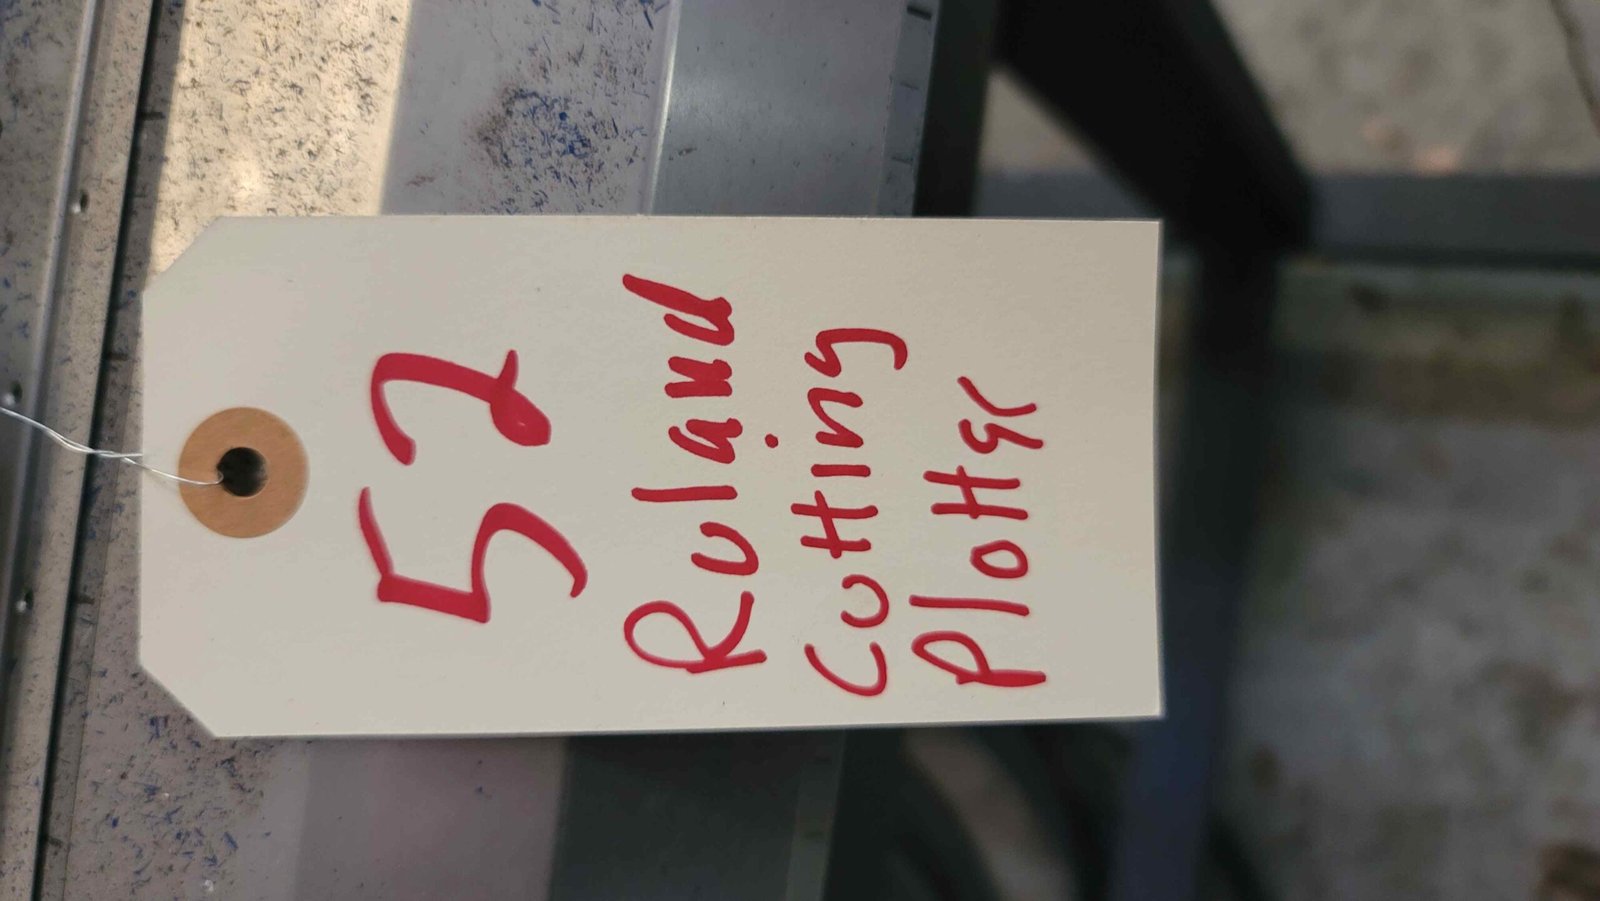 52
Roland
cutting
plotter